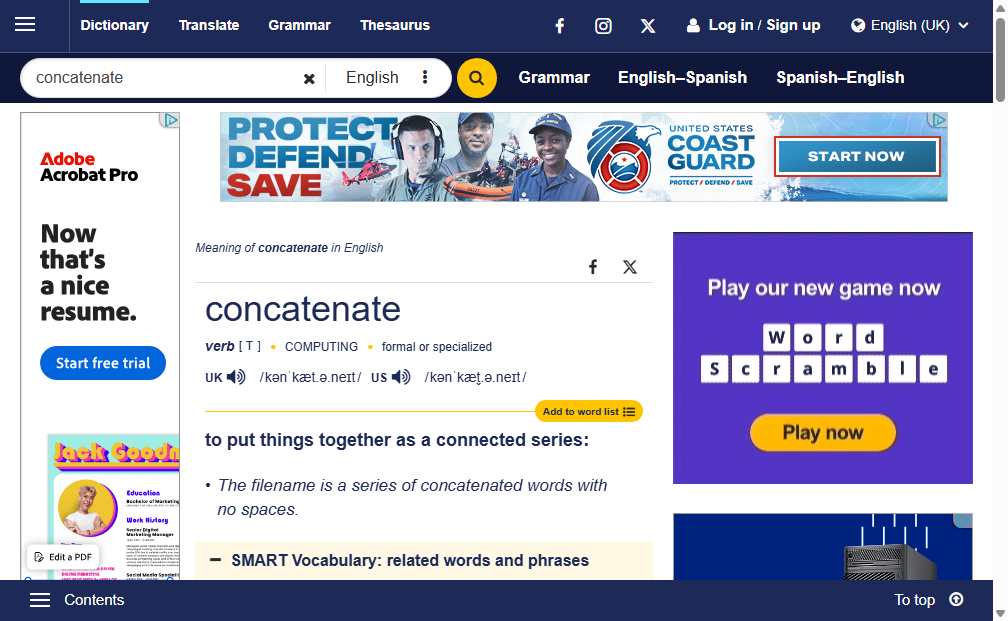 Dictionary Translate Grammar Thesaurus Log in / Sign up English (UK)
concatenate English Grammar English–Spanish Spanish–English
Adobe
Acrobat Pro
Now
that's
a nice
resume.
Start free trial
Jack Goodm
Education
Bachelor of Marketing
Work History
Senior Digital
Marketing Manager
Social Media Specialist
Edit a PDF
PROTECT
DEFEND
SAVE
UNITED STATES
COAST
GUARD
PROTECT / DEFEND / SAVE
START NOW
Meaning of concatenate in English
concatenate
verb [ T ] • COMPUTING • formal or specialized
UK /kənˈkæt.ə.neɪt/ US /kənˈkæt̬.ə.neɪt/
Add to word list
to put things together as a connected series:
• The filename is a series of concatenated words with
no spaces.
– SMART Vocabulary: related words and phrases
Play our new game now
Word
Scramble
Play now
Contents To top